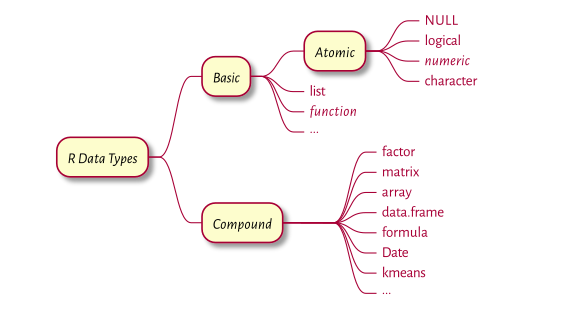 NULL
logical
Atomic
numeric
character
Basic
list
function
...
R Data Types
factor
matrix
array
data.frame
Compound
formula
Date
kmeans
...